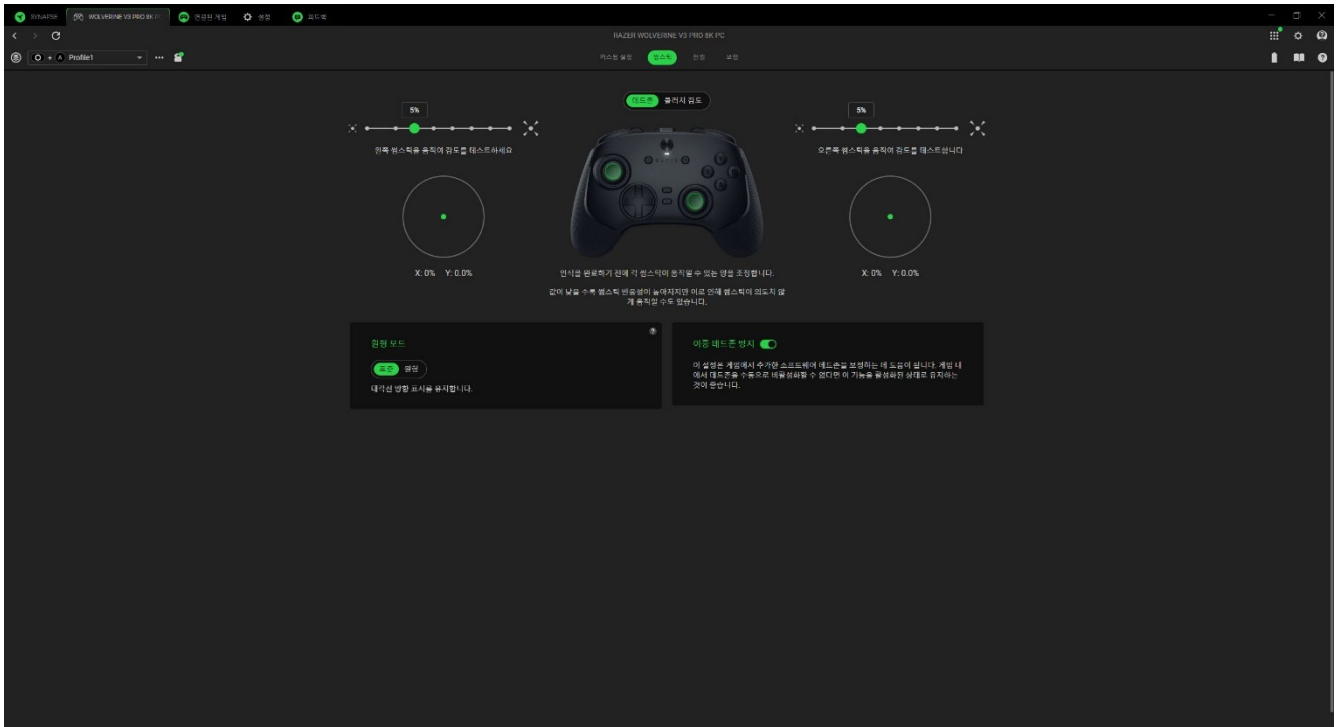 SYNAPSE
WOLVERINE V3 PRO 8K PC
연결된 게임
설정
피드백
RAZER WOLVERINE V3 PRO 8K PC
+ A Profile1
커스텀 설정
썸스틱
전원
보정
데드존
클러치 감도
5%
5%
왼쪽 썸스틱을 움직여 감도를 테스트하세요
오른쪽 썸스틱을 움직여 감도를 테스트합니다
RAZER
X: 0% Y: 0.0%
X: 0% Y: 0.0%
인식을 완료하기 전에 각 썸스틱이 움직일 수 있는 양을 조정합니다.
값이 낮을 수록 썸스틱 반응성이 높아지지만 이로 인해 썸스틱이 의도치 않
게 움직일 수도 있습니다.
원형 모드
표준
원형
대각선 방향 표시를 유지합니다.
이중 데드존 방지
이 설정은 게임에서 추가한 소프트웨어 데드존을 보정하는 데 도움이 됩니다. 게임 내
에서 데드존을 수동으로 비활성화할 수 없다면 이 기능을 활성화된 상태로 유지하는
것이 좋습니다.